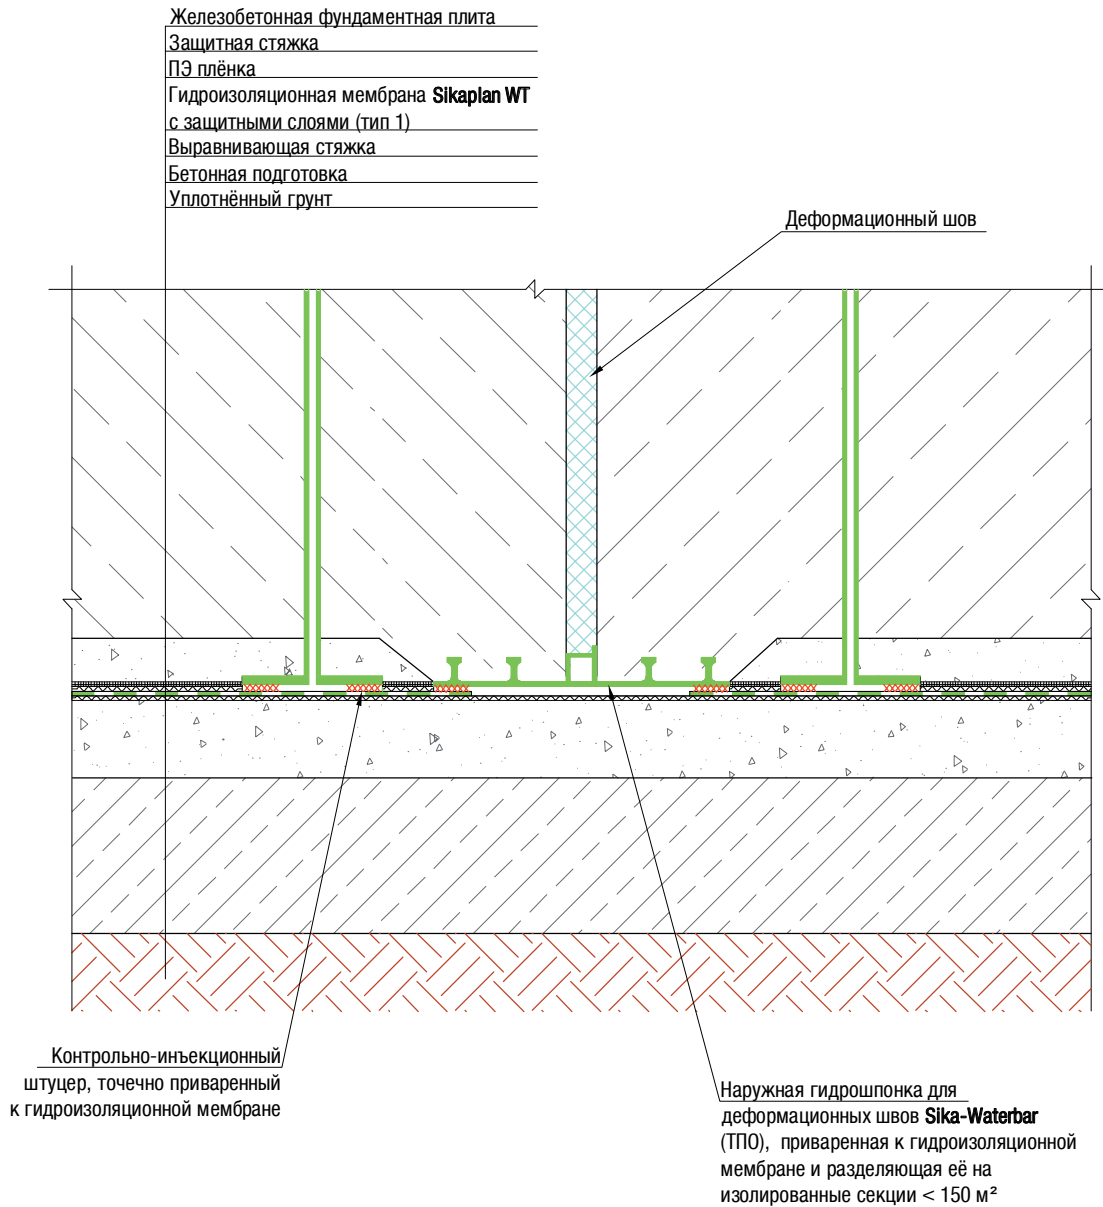 Железобетонная фундаментная плита
Защитная стяжка
ПЭ плёнка
Гидроизоляционная мембрана Sikaplan WT
с защитными слоями (тип 1)
Выравнивающая стяжка
Бетонная подготовка
Уплотнённый грунт
Деформационный шов
Контрольно-инъекционный
штуцер, точечно приваренный
к гидроизоляционной мембране
Наружная гидрошпонка для
деформационных швов Sika-Waterbar
(ТПО), приваренная к гидроизоляционной
мембране и разделяющая её на
изолированные секции < 150 м²